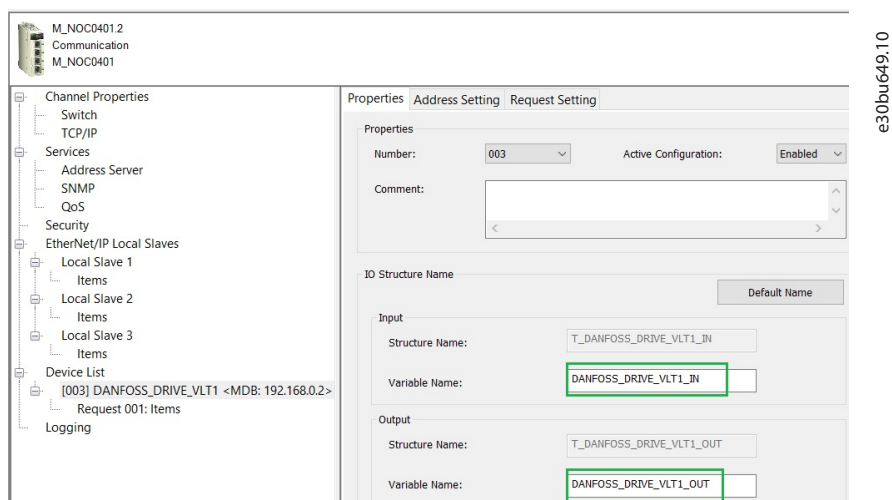 M_NOC0401.2
Communication
M_NOC0401
Channel Properties
Switch
TCP/IP
Services
Address Server
SNMP
QoS
Security
EtherNet/IP Local Slaves
Local Slave 1
Items
Local Slave 2
Items
Local Slave 3
Items
Device List
[003] DANFOSS_DRIVE_VLT1 <MDB: 192.168.0.2>
Request 001: Items
Logging
Properties Address Setting Request Setting
Properties
Number: 003 Active Configuration: Enabled
Comment:
IO Structure Name
Default Name
Input
Structure Name: T_DANFOSS_DRIVE_VLT1_IN
Variable Name: DANFOSS_DRIVE_VLT1_IN
Output
Structure Name: T_DANFOSS_DRIVE_VLT1_OUT
Variable Name: DANFOSS_DRIVE_VLT1_OUT
e30bu649.10